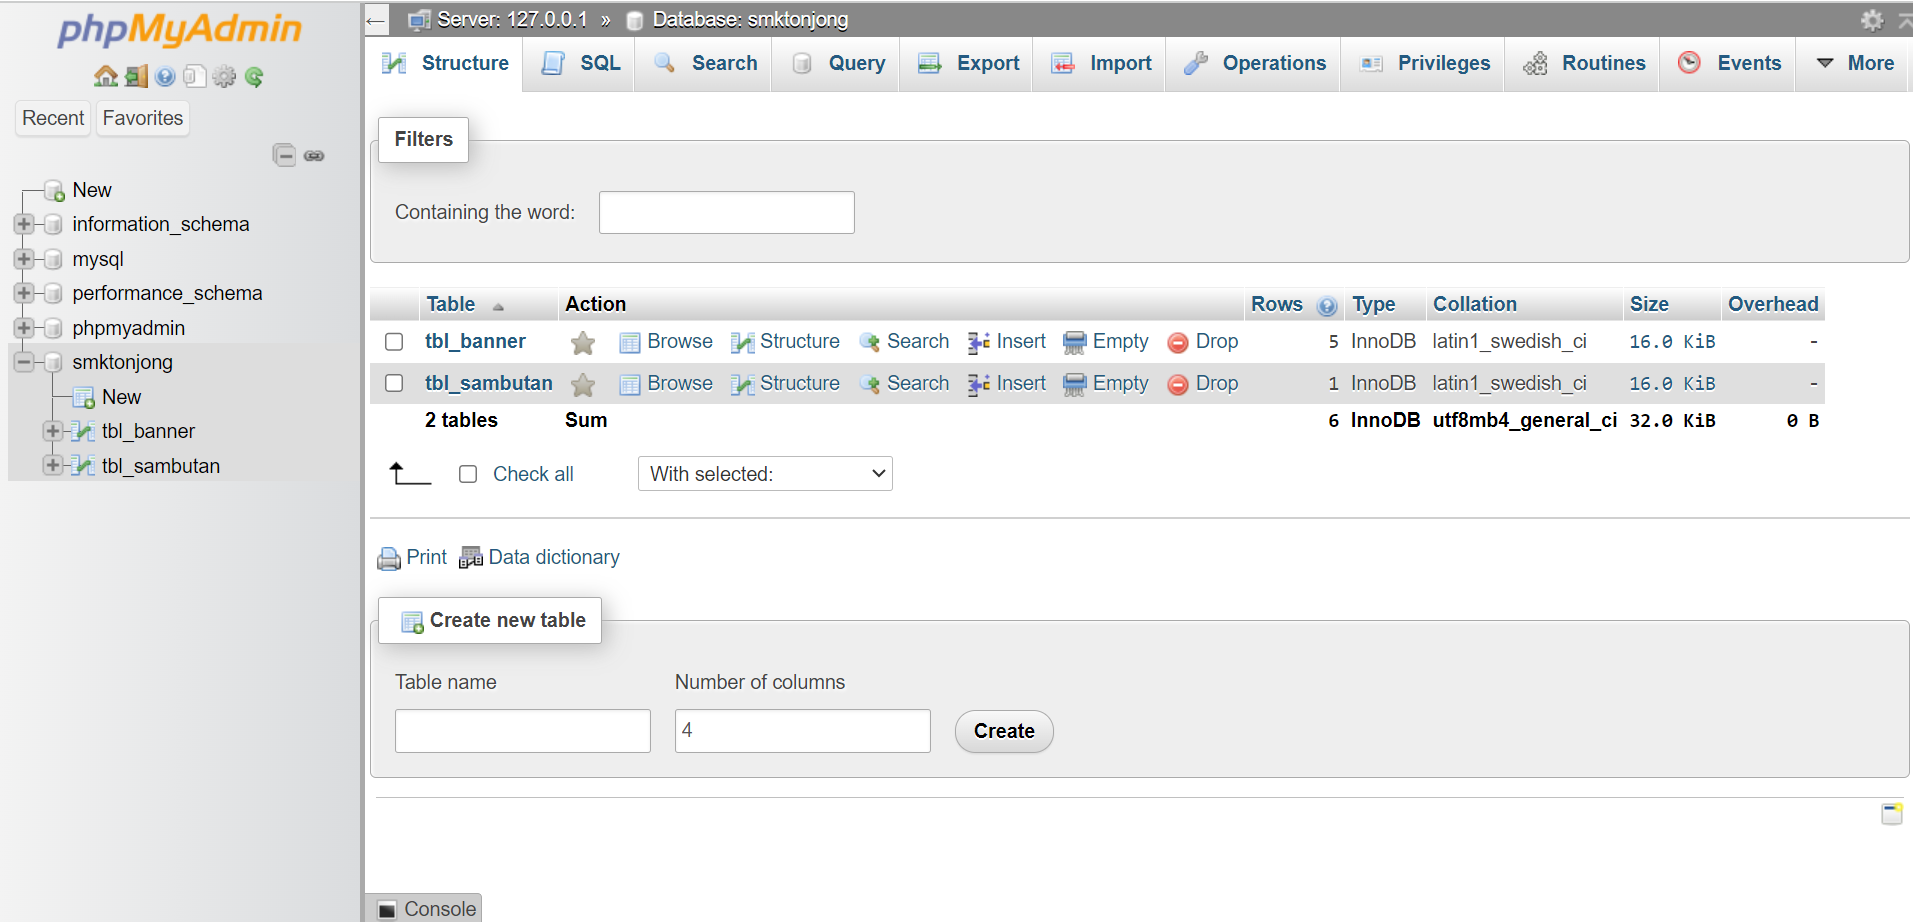 phpMyAdmin
Recent Favorites
New
information_schema
mysql
performance_schema
phpmyadmin
smktonjong
New
tbl_banner
tbl_sambutan
Server: 127.0.0.1 » Database: smktonjong
Structure SQL Search Query Export Import Operations Privileges Routines Events More
Filters
Containing the word:
Table Action Rows Type Collation Size Overhead
tbl_banner Browse Structure Search Insert Empty Drop 5 InnoDB latin1_swedish_ci 16.0 KiB -
tbl_sambutan Browse Structure Search Insert Empty Drop 1 InnoDB latin1_swedish_ci 16.0 KiB -
2 tables Sum 6 InnoDB utf8mb4_general_ci 32.0 KiB 0 B
Check all With selected:
Print Data dictionary
Create new table
Table name Number of columns
4 Create
Console